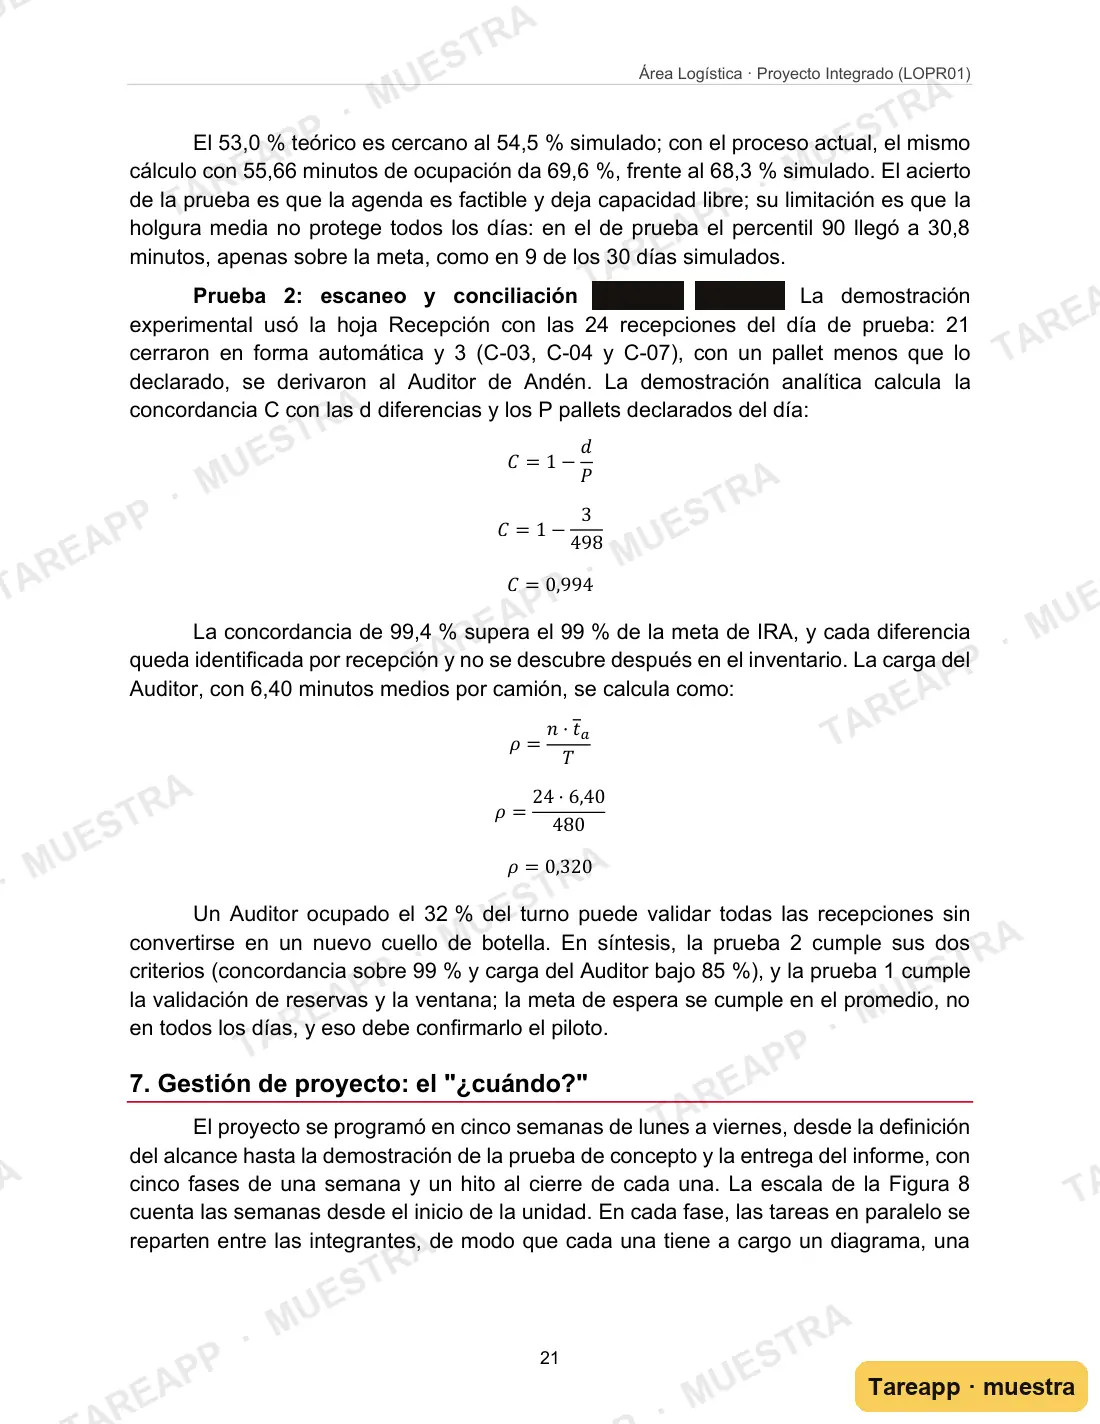 Área Logística · Proyecto Integrado (LOPR01)
El 53,0 % teórico es cercano al 54,5 % simulado; con el proceso actual, el mismo
cálculo con 55,66 minutos de ocupación da 69,6 %, frente al 68,3 % simulado. El acierto
de la prueba es que la agenda es factible y deja capacidad libre; su limitación es que la
holgura media no protege todos los días: en el de prueba el percentil 90 llegó a 30,8
minutos, apenas sobre la meta, como en 9 de los 30 días simulados.
Prueba 2: escaneo y conciliación La demostración
experimental usó la hoja Recepción con las 24 recepciones del día de prueba: 21
cerraron en forma automática y 3 (C-03, C-04 y C-07), con un pallet menos que lo
declarado, se derivaron al Auditor de Andén. La demostración analítica calcula la
concordancia C con las d diferencias y los P pallets declarados del día:
C = 1 − d/P
C = 1 − 3/498
C = 0,994
La concordancia de 99,4 % supera el 99 % de la meta de IRA, y cada diferencia
queda identificada por recepción y no se descubre después en el inventario. La carga del
Auditor, con 6,40 minutos medios por camión, se calcula como:
ρ = n · t̄ₐ/T
ρ = 24 · 6,40/480
ρ = 0,320
Un Auditor ocupado el 32 % del turno puede validar todas las recepciones sin
convertirse en un nuevo cuello de botella. En síntesis, la prueba 2 cumple sus dos
criterios (concordancia sobre 99 % y carga del Auditor bajo 85 %), y la prueba 1 cumple
la validación de reservas y la ventana; la meta de espera se cumple en el promedio, no
en todos los días, y eso debe confirmarlo el piloto.
7. Gestión de proyecto: el "¿cuándo?"
El proyecto se programó en cinco semanas de lunes a viernes, desde la definición
del alcance hasta la demostración de la prueba de concepto y la entrega del informe, con
cinco fases de una semana y un hito al cierre de cada una. La escala de la Figura 8
cuenta las semanas desde el inicio de la unidad. En cada fase, las tareas en paralelo se
reparten entre las integrantes, de modo que cada una tiene a cargo un diagrama, una
21
Tareapp · muestra
TAREAPP · MUESTRA